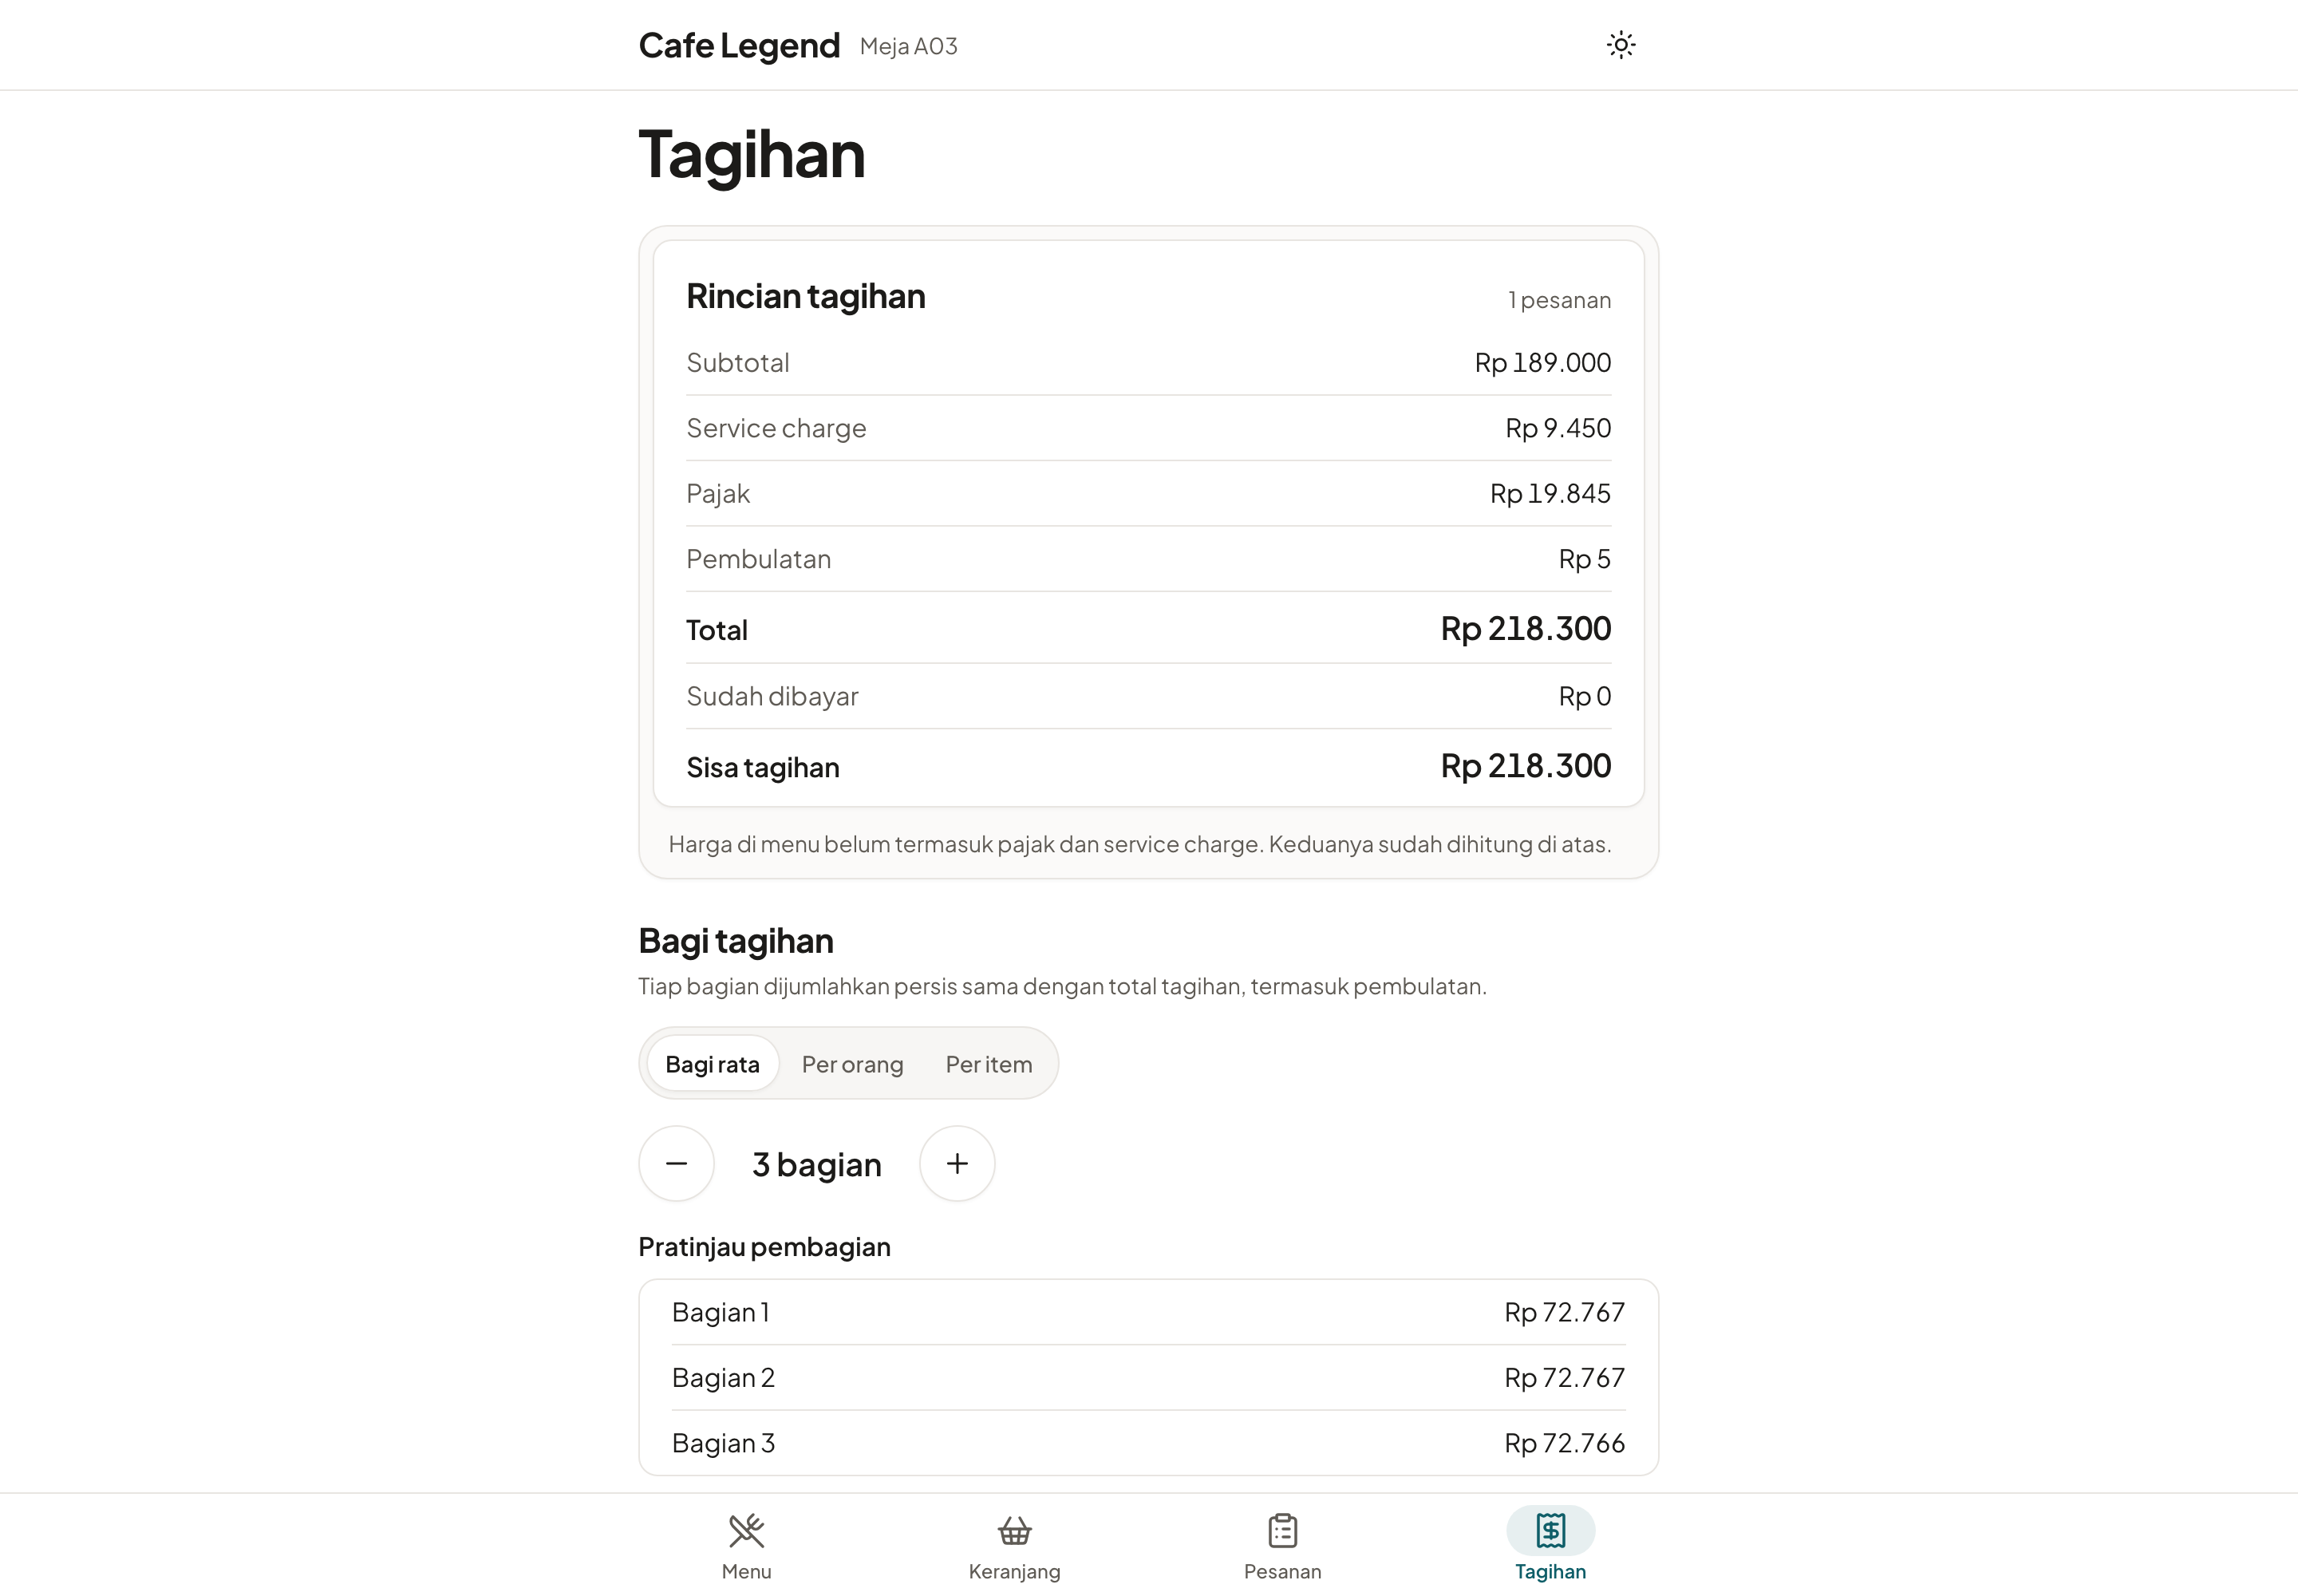 Cafe Legend Meja A03
Tagihan
Rincian tagihan 1 pesanan
Subtotal Rp 189.000
Service charge Rp 9.450
Pajak Rp 19.845
Pembulatan Rp 5
Total Rp 218.300
Sudah dibayar Rp 0
Sisa tagihan Rp 218.300
Harga di menu belum termasuk pajak dan service charge. Keduanya sudah dihitung di atas.
Bagi tagihan
Tiap bagian dijumlahkan persis sama dengan total tagihan, termasuk pembulatan.
Bagi rata Per orang Per item
3 bagian
Pratinjau pembagian
Bagian 1 Rp 72.767
Bagian 2 Rp 72.767
Bagian 3 Rp 72.766
Menu Keranjang Pesanan Tagihan